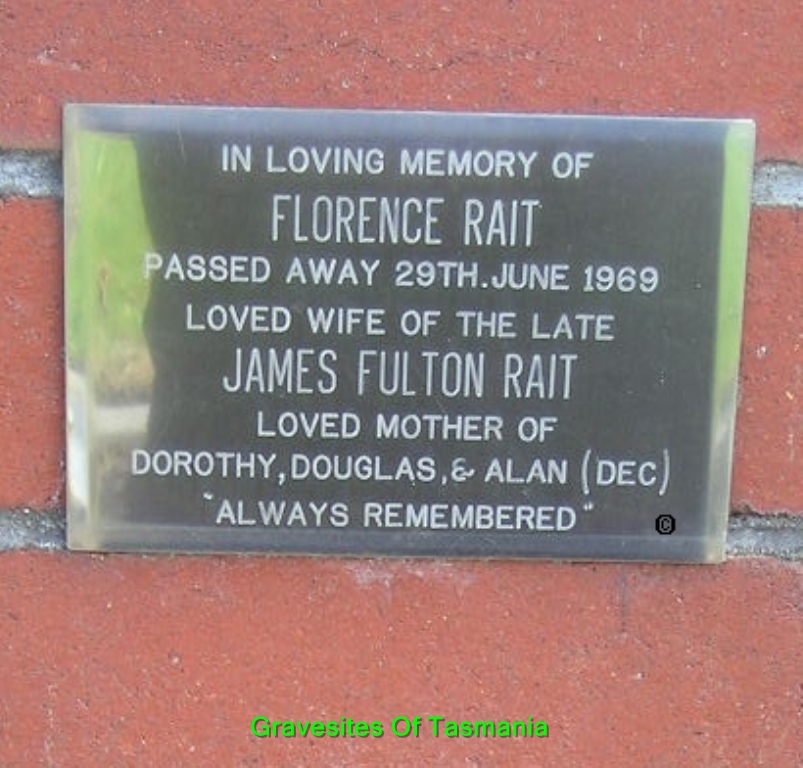 IN LOVING MEMORY OF
FLORENCE RAIT
PASSED AWAY 29TH.JUNE 1969
LOVED WIFE OF THE LATE
JAMES FULTON RAIT
LOVED MOTHER OF
DOROTHY, DOUGLAS, & ALAN (DEC)
"ALWAYS REMEMBERED"
©
Gravesites Of Tasmania